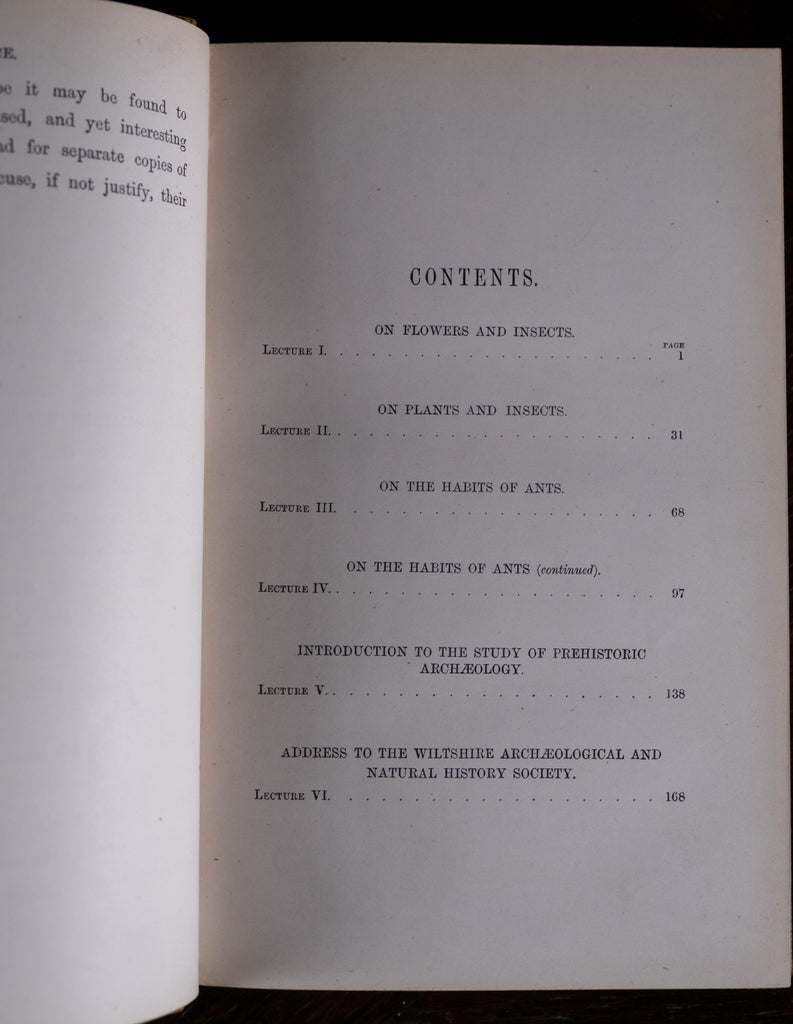 E.
it may be found to
and yet interesting
for separate copies of
if not justify, their
CONTENTS.
ON FLOWERS AND INSECTS.
PAGE
LECTURE I. . . . . . . . . . . . . . . . . . . . . 1
ON PLANTS AND INSECTS.
LECTURE II. . . . . . . . . . . . . . . . . . . . . 31
ON THE HABITS OF ANTS.
LECTURE III. . . . . . . . . . . . . . . . . . . . 68
ON THE HABITS OF ANTS (continued).
LECTURE IV. . . . . . . . . . . . . . . . . . . . . 97
INTRODUCTION TO THE STUDY OF PREHISTORIC
ARCHÆOLOGY.
LECTURE V. . . . . . . . . . . . . . . . . . . . . 138
ADDRESS TO THE WILTSHIRE ARCHÆOLOGICAL AND
NATURAL HISTORY SOCIETY.
LECTURE VI. . . . . . . . . . . . . . . . . . . . 168